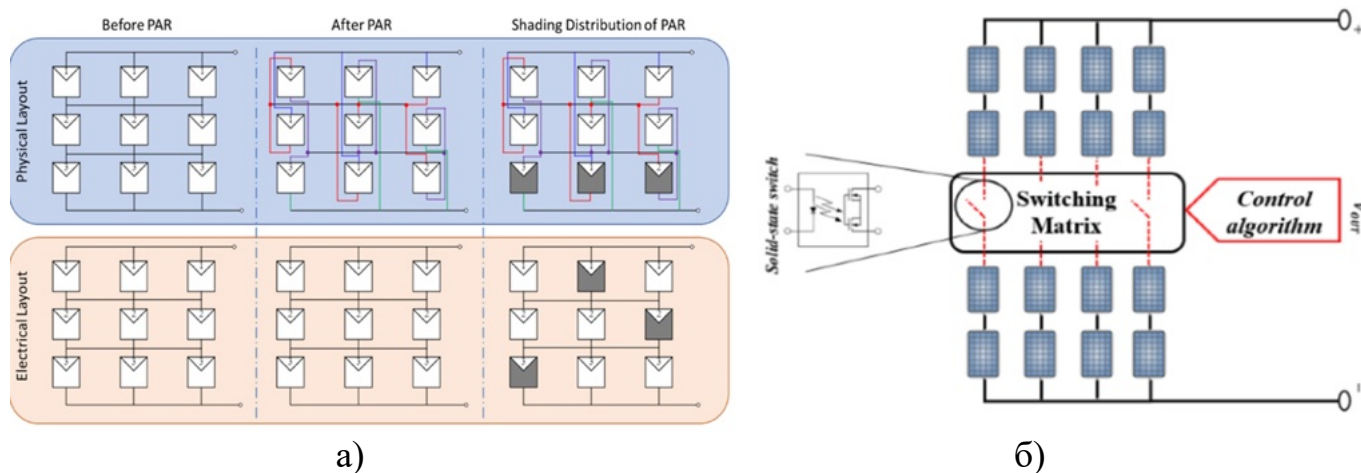 Before PAR
After PAR
Shading Distribution of PAR
Physical Layout
Electrical Layout
Solid-state switch
Switching
Matrix
Control
algorithm
V_OUT
+
-
а)
б)